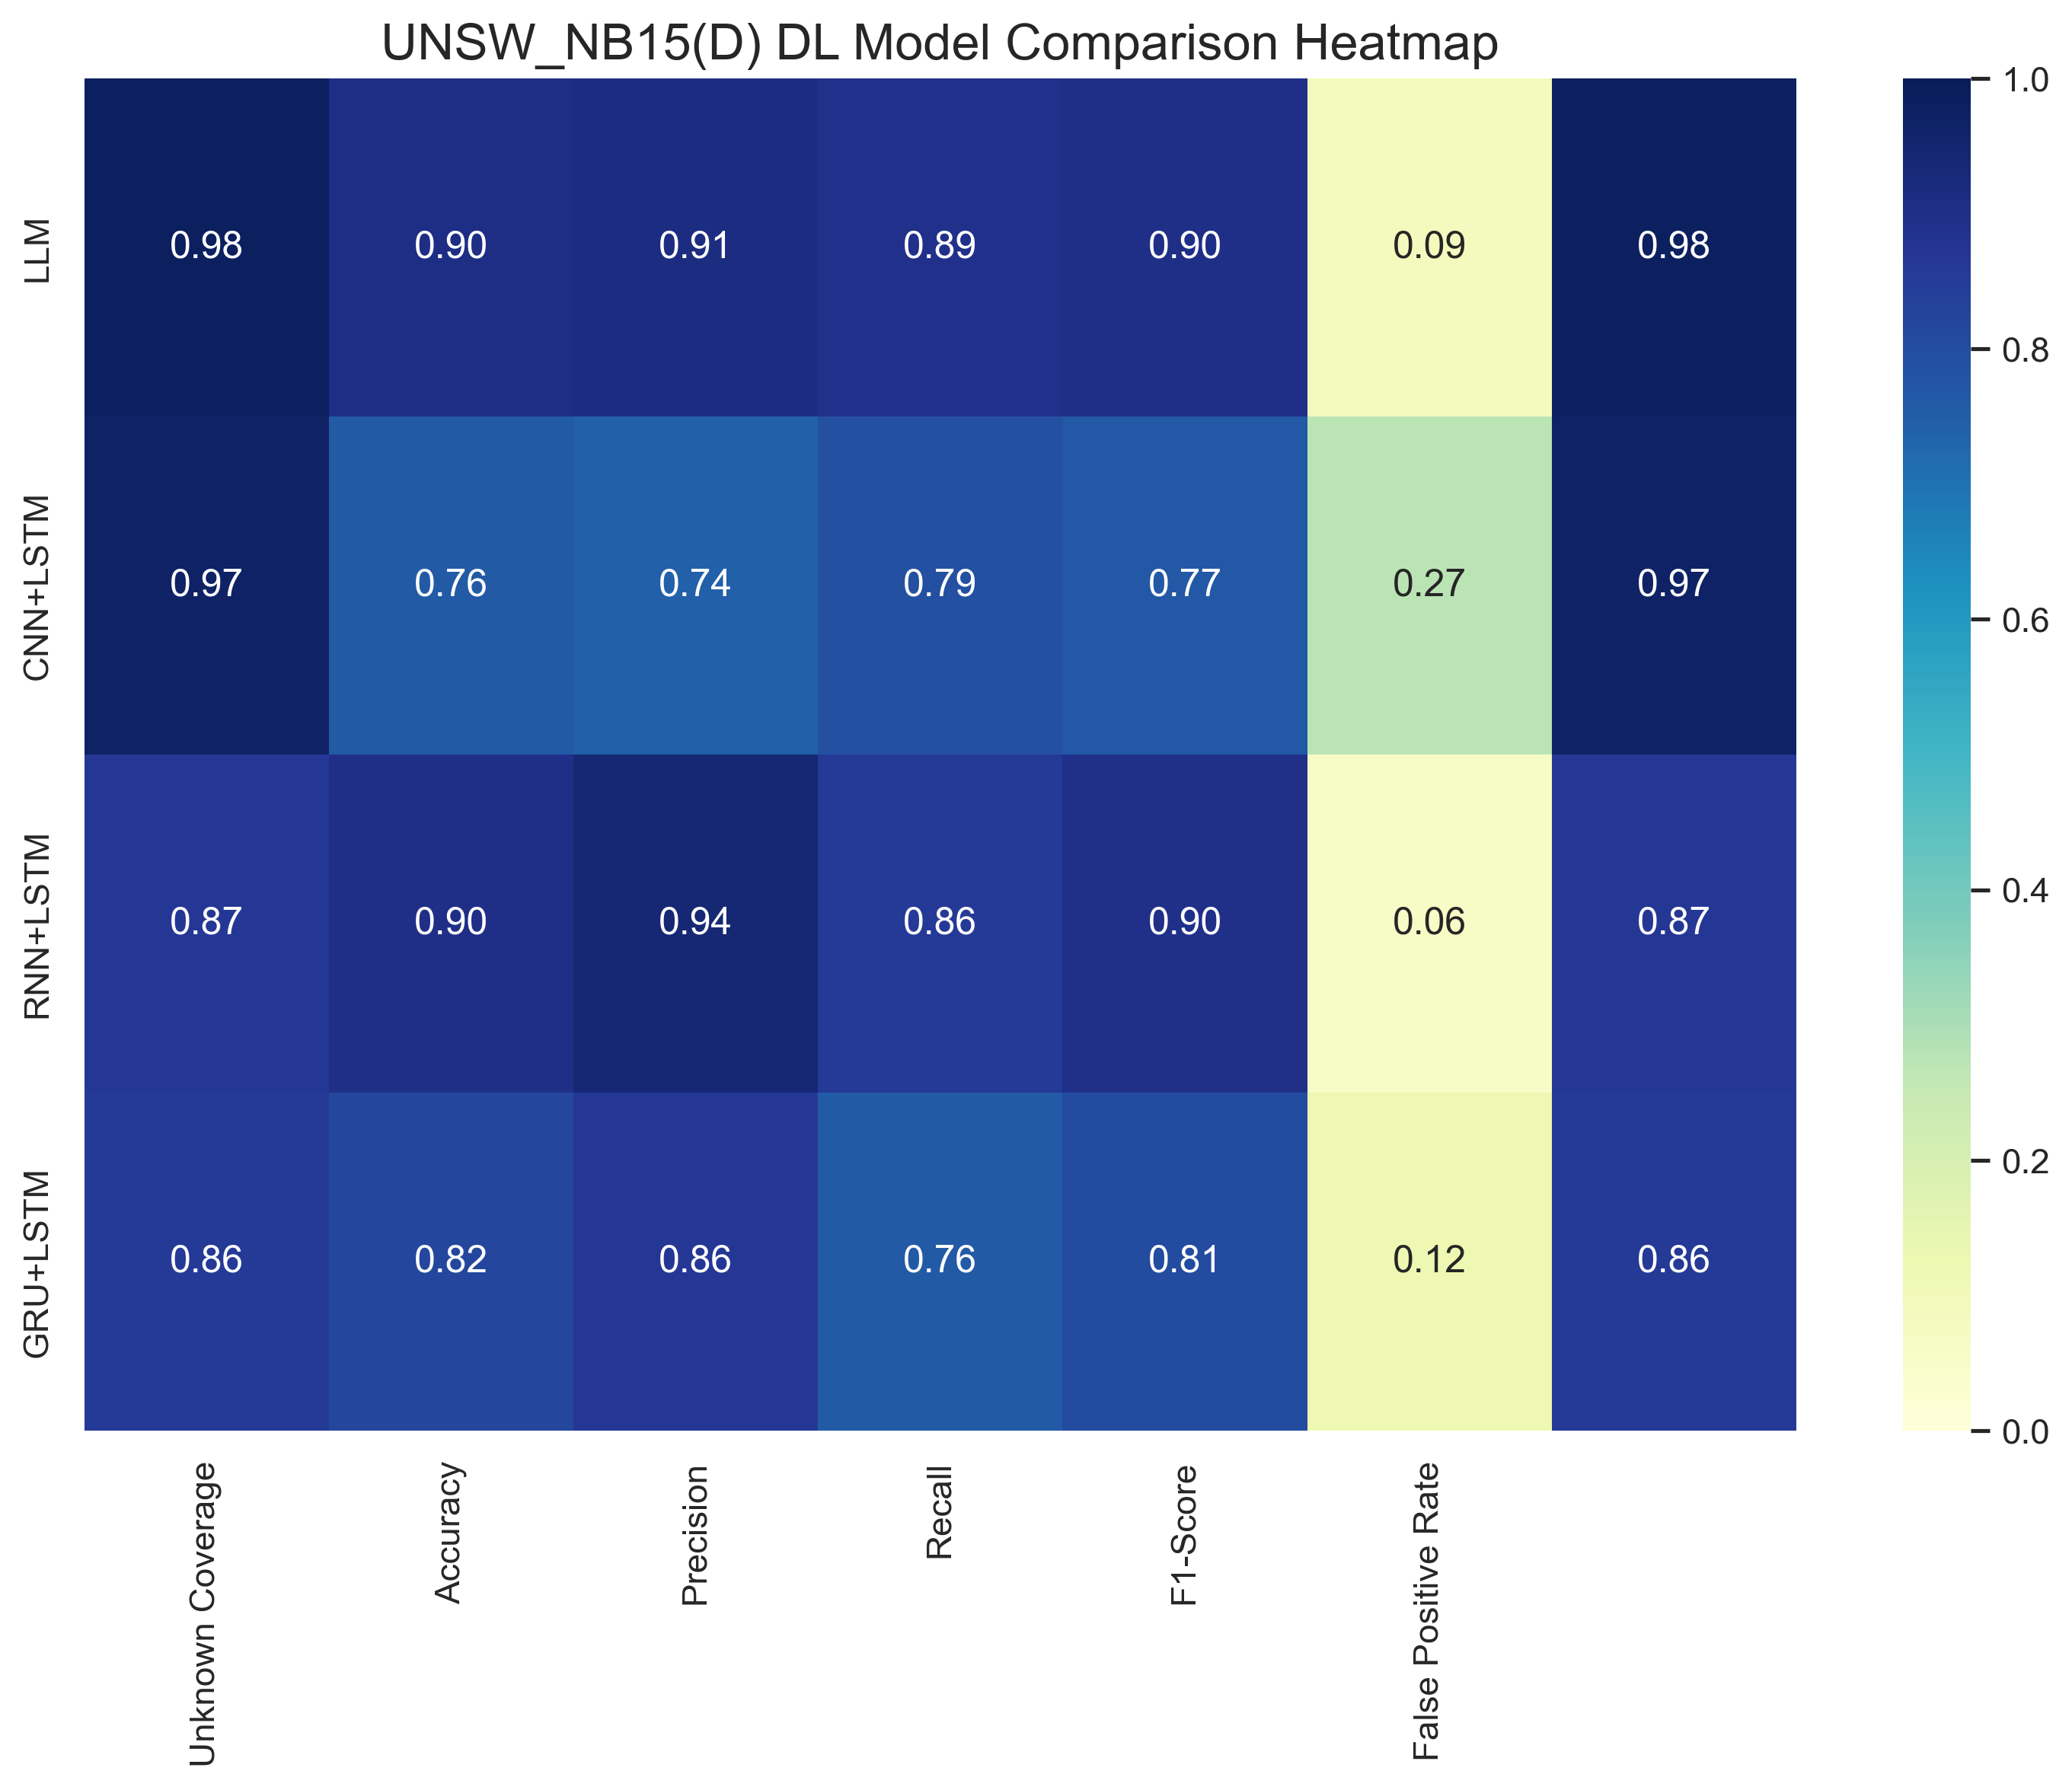 UNSW_NB15(D) DL Model Comparison Heatmap
LLM
0.98 0.90 0.91 0.89 0.90 0.09 0.98
CNN+LSTM
0.97 0.76 0.74 0.79 0.77 0.27 0.97
RNN+LSTM
0.87 0.90 0.94 0.86 0.90 0.06 0.87
GRU+LSTM
0.86 0.82 0.86 0.76 0.81 0.12 0.86
Unknown Coverage
Accuracy
Precision
Recall
F1-Score
False Positive Rate
1.0
0.8
0.6
0.4
0.2
0.0